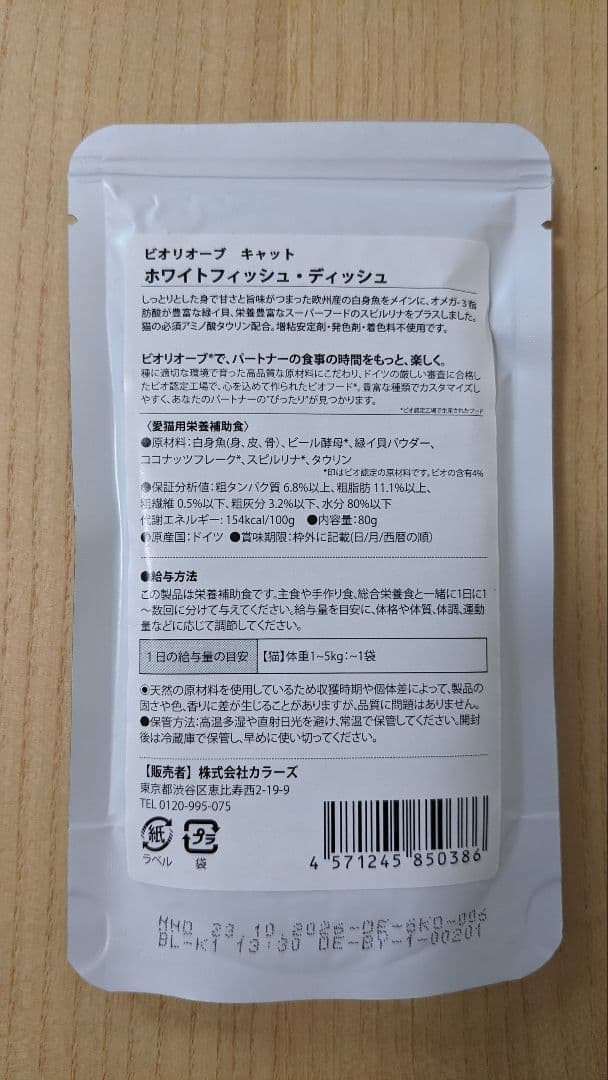 ビオリオーブ　キャット
ホワイトフィッシュ・ディッシュ
しっとりとした身で甘さと旨味がつまった欧州産の白身魚をメインに、オメガ-3脂
肪酸が豊富な緑イ貝、栄養豊富なスーパーフードのスピルリナをプラスしました。
猫の必須アミノ酸タウリン配合。増粘安定剤・発色剤・着色料不使用です。
ビオリオーブ*で、パートナーの食事の時間をもっと、楽しく。
種に適切な環境で育った高品質な原材料にこだわり、ドイツの厳しい審査に合格し
たビオ認定工場で、心を込めて作られたビオフード*。豊富な種類でカスタマイズし
やすく、あなたのパートナーの"ぴったり"が見つかります。
*ビオ認定工場で生産されたフード
〈愛猫用栄養補助食〉
●原材料：白身魚(身、皮、骨)、ビール酵母*、緑イ貝パウダー、
ココナッツフレーク*、スピルリナ*、タウリン
*印はビオ認定の原材料です。ビオの含有4%
●保証分析値：粗タンパク質 6.8%以上、粗脂肪 11.1%以上、
粗繊維 0.5%以下、粗灰分 3.2%以下、水分 80%以下
代謝エネルギー: 154kcal/100g　●内容量：80g
●原産国：ドイツ　●賞味期限：枠外に記載(日/月/西暦の順)
●給与方法
この製品は栄養補助食です。主食や手作り食、総合栄養食と一緒に1日に1
～数回に分けて与えてください。給与量を目安に、体格や体質、体調、運動
量などに応じて調節してください。
1日の給与量の目安　【猫】体重1~5kg：~1袋
◉天然の原材料を使用しているため収獲時期や個体差によって、製品の
固さや色、香りに差が生じることがありますが、品質に問題はありません。
●保管方法：高温多湿や直射日光を避け、常温で保管してください。開封
後は冷蔵庫で保管し、早めに使い切ってください。
【販売者】株式会社カラーズ
東京都渋谷区恵比寿西2-19-9
TEL 0120-995-075
紙 プラ
ラベル 袋
4 571245 850386
MHD 23.10.2026-DE-ÖKO-006
BL-K1 13:30 DE-BY-1-00201